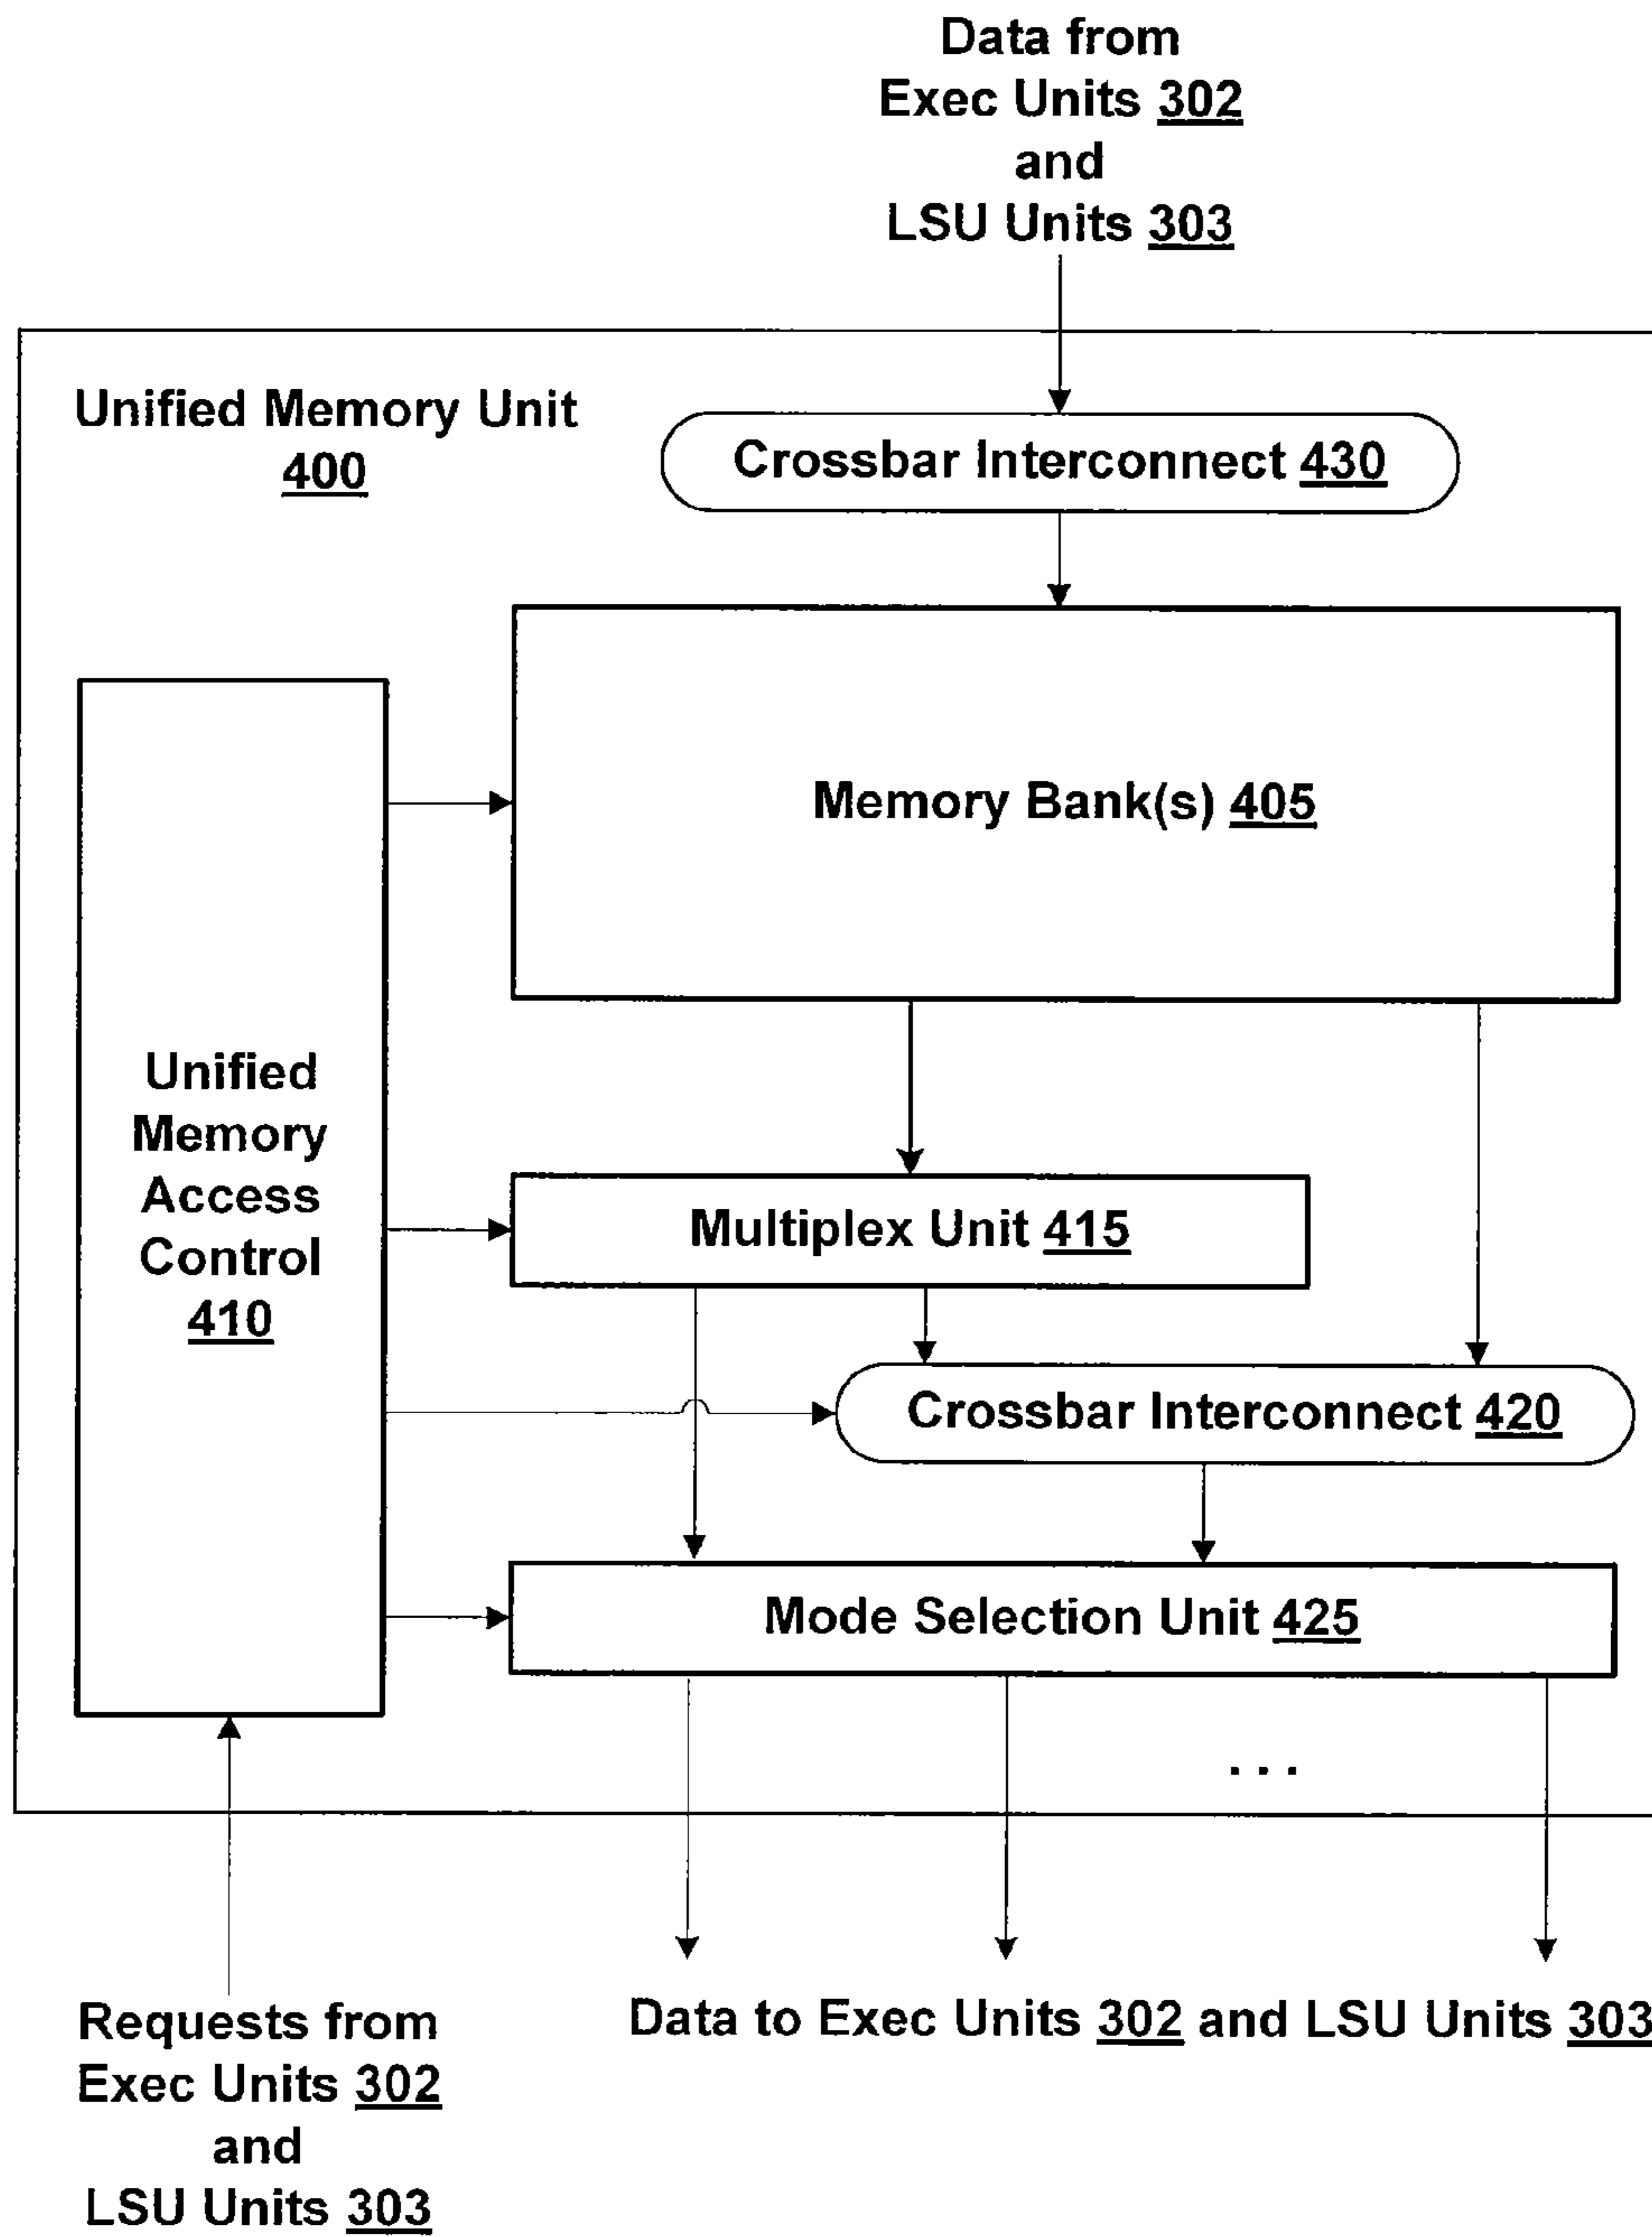 Data from
Exec Units 302
and
LSU Units 303
Unified Memory Unit
400
Crossbar Interconnect 430
Memory Bank(s) 405
Unified
Memory
Access
Control
410
Multiplex Unit 415
Crossbar Interconnect 420
Mode Selection Unit 425
. . .
Requests from
Exec Units 302
and
LSU Units 303
Data to Exec Units 302 and LSU Units 303